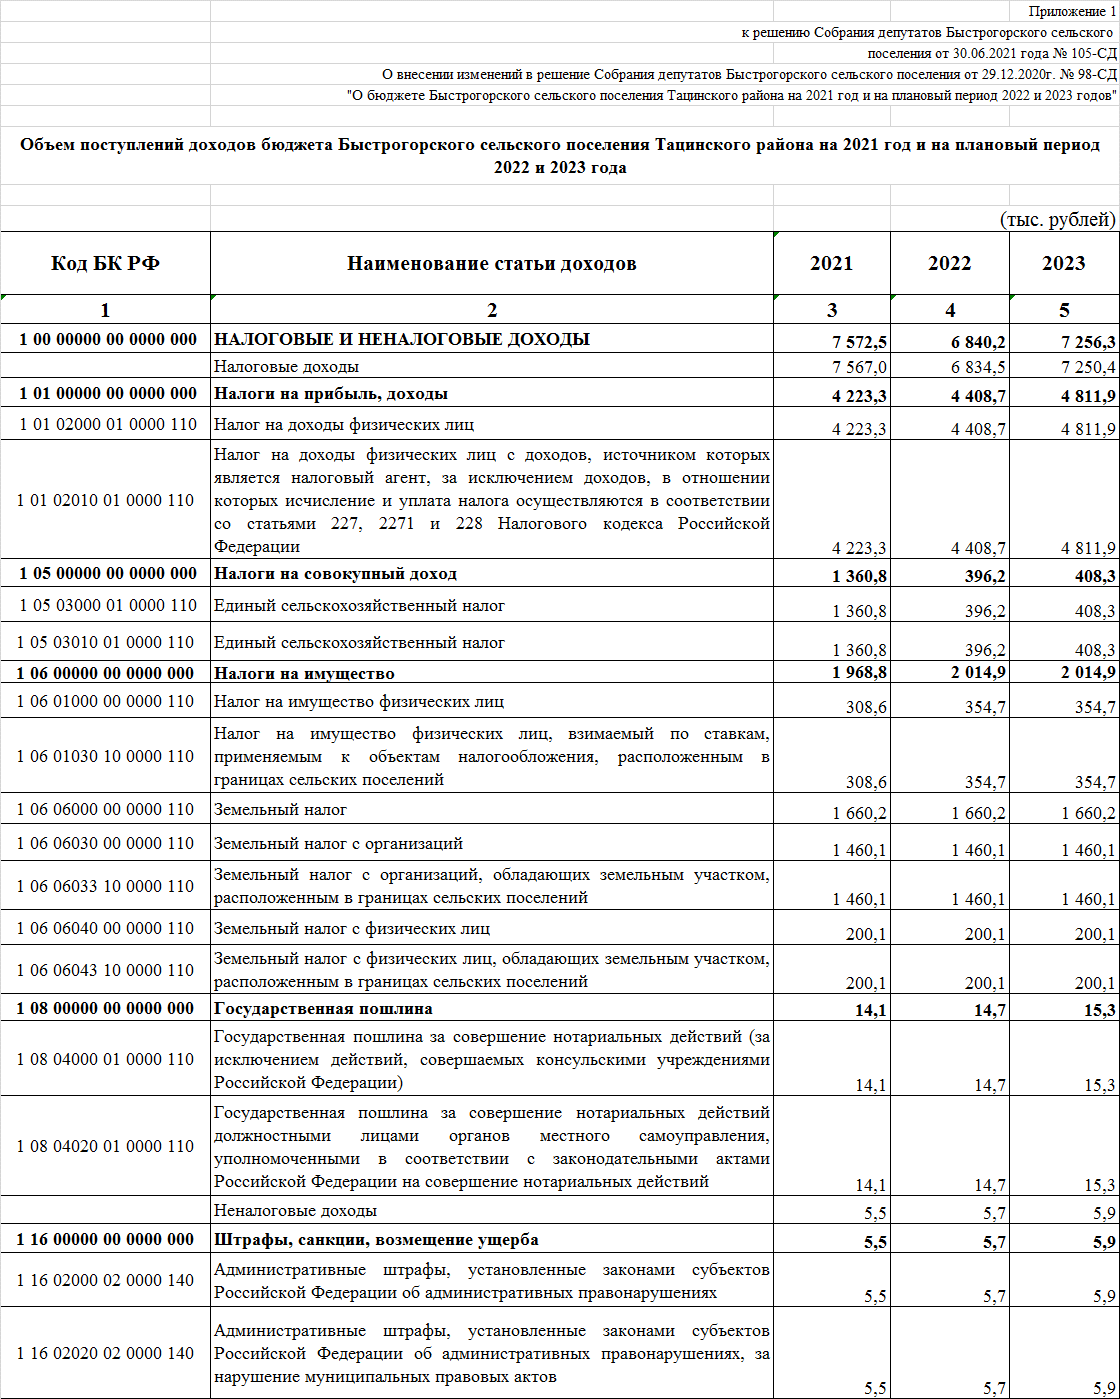 Приложение 1
к решению Собрания депутатов Быстрогорского сельского
поселения от 30.06.2021 года № 105-СД
О внесении изменений в решение Собрания депутатов Быстрогорского сельского поселения от 29.12.2020г. № 98-СД
"О бюджете Быстрогорского сельского поселения Тацинского района на 2021 год и на плановый период 2022 и 2023 годов"
Объем поступлений доходов бюджета Быстрогорского сельского поселения Тацинского района на 2021 год и на плановый период
2022 и 2023 года
(тыс. рублей)
Код БК РФ Наименование статьи доходов 2021 2022 2023
1 2 3 4 5
1 00 00000 00 0000 000 НАЛОГОВЫЕ И НЕНАЛОГОВЫЕ ДОХОДЫ 7 572,5 6 840,2 7 256,3
Налоговые доходы 7 567,0 6 834,5 7 250,4
1 01 00000 00 0000 000 Налоги на прибыль, доходы 4 223,3 4 408,7 4 811,9
1 01 02000 01 0000 110 Налог на доходы физических лиц 4 223,3 4 408,7 4 811,9
Налог на доходы физических лиц с доходов, источником которых
является налоговый агент, за исключением доходов, в отношении
1 01 02010 01 0000 110 которых исчисление и уплата налога осуществляются в соответствии
со статьями 227, 2271 и 228 Налогового кодекса Российской
Федерации 4 223,3 4 408,7 4 811,9
1 05 00000 00 0000 000 Налоги на совокупный доход 1 360,8 396,2 408,3
1 05 03000 01 0000 110 Единый сельскохозяйственный налог 1 360,8 396,2 408,3
1 05 03010 01 0000 110 Единый сельскохозяйственный налог 1 360,8 396,2 408,3
1 06 00000 00 0000 000 Налоги на имущество 1 968,8 2 014,9 2 014,9
1 06 01000 00 0000 110 Налог на имущество физических лиц 308,6 354,7 354,7
Налог на имущество физических лиц, взимаемый по ставкам,
1 06 01030 10 0000 110 применяемым к объектам налогообложения, расположенным в
границах сельских поселений 308,6 354,7 354,7
1 06 06000 00 0000 110 Земельный налог 1 660,2 1 660,2 1 660,2
1 06 06030 00 0000 110 Земельный налог с организаций 1 460,1 1 460,1 1 460,1
1 06 06033 10 0000 110 Земельный налог с организаций, обладающих земельным участком,
расположенным в границах сельских поселений 1 460,1 1 460,1 1 460,1
1 06 06040 00 0000 110 Земельный налог с физических лиц 200,1 200,1 200,1
1 06 06043 10 0000 110 Земельный налог с физических лиц, обладающих земельным участком,
расположенным в границах сельских поселений 200,1 200,1 200,1
1 08 00000 00 0000 000 Государственная пошлина 14,1 14,7 15,3
Государственная пошлина за совершение нотариальных действий (за
1 08 04000 01 0000 110 исключением действий, совершаемых консульскими учреждениями
Российской Федерации) 14,1 14,7 15,3
Государственная пошлина за совершение нотариальных действий
должностными лицами органов местного самоуправления,
1 08 04020 01 0000 110 уполномоченными в соответствии с законодательными актами
Российской Федерации на совершение нотариальных действий 14,1 14,7 15,3
Неналоговые доходы 5,5 5,7 5,9
1 16 00000 00 0000 000 Штрафы, санкции, возмещение ущерба 5,5 5,7 5,9
1 16 02000 02 0000 140 Административные штрафы, установленные законами субъектов
Российской Федерации об административных правонарушениях 5,5 5,7 5,9
Административные штрафы, установленные законами субъектов
1 16 02020 02 0000 140 Российской Федерации об административных правонарушениях, за
нарушение муниципальных правовых актов 5,5 5,7 5,9